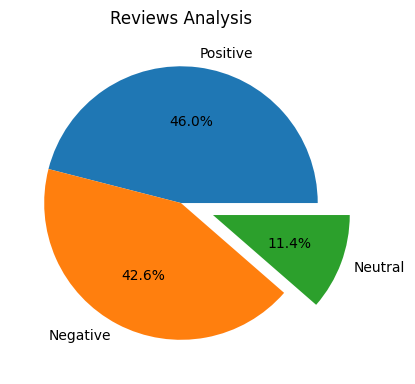 Reviews Analysis
Positive
46.0%
11.4%
Neutral
42.6%
Negative